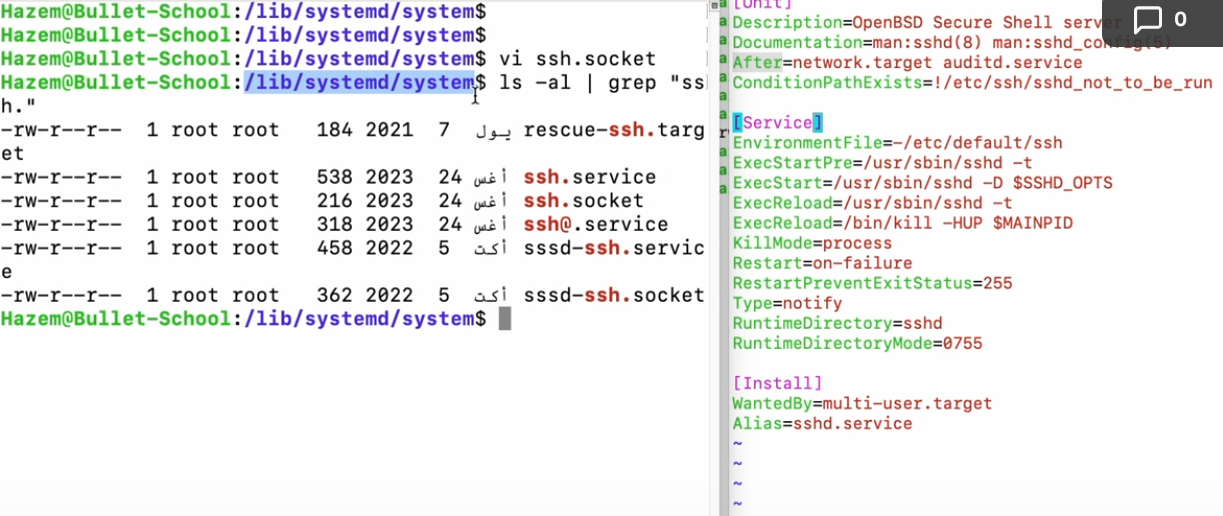 Hazem@Bullet-School:/lib/systemd/system$
Hazem@Bullet-School:/lib/systemd/system$
Hazem@Bullet-School:/lib/systemd/system$ vi ssh.socket
Hazem@Bullet-School:/lib/systemd/system$ ls -al | grep "ss
h."
-rw-r--r--  1 root root   184 2021  7  يول rescue-ssh.targ
et
-rw-r--r--  1 root root   538 2023  24 أغس ssh.service
-rw-r--r--  1 root root   216 2023  24 أغس ssh.socket
-rw-r--r--  1 root root   318 2023  24 أغس ssh@.service
-rw-r--r--  1 root root   458 2022  5  أكت sssd-ssh.servic
e
-rw-r--r--  1 root root   362 2022  5  أكت sssd-ssh.socket
Hazem@Bullet-School:/lib/systemd/system$
[Unit]
Description=OpenBSD Secure Shell server
Documentation=man:sshd(8) man:sshd_config(5)
After=network.target auditd.service
ConditionPathExists=!/etc/ssh/sshd_not_to_be_run
[Service]
EnvironmentFile=-/etc/default/ssh
ExecStartPre=/usr/sbin/sshd -t
ExecStart=/usr/sbin/sshd -D $SSHD_OPTS
ExecReload=/usr/sbin/sshd -t
ExecReload=/bin/kill -HUP $MAINPID
KillMode=process
Restart=on-failure
RestartPreventExitStatus=255
Type=notify
RuntimeDirectory=sshd
RuntimeDirectoryMode=0755
[Install]
WantedBy=multi-user.target
Alias=sshd.service
~
~
~
~
0